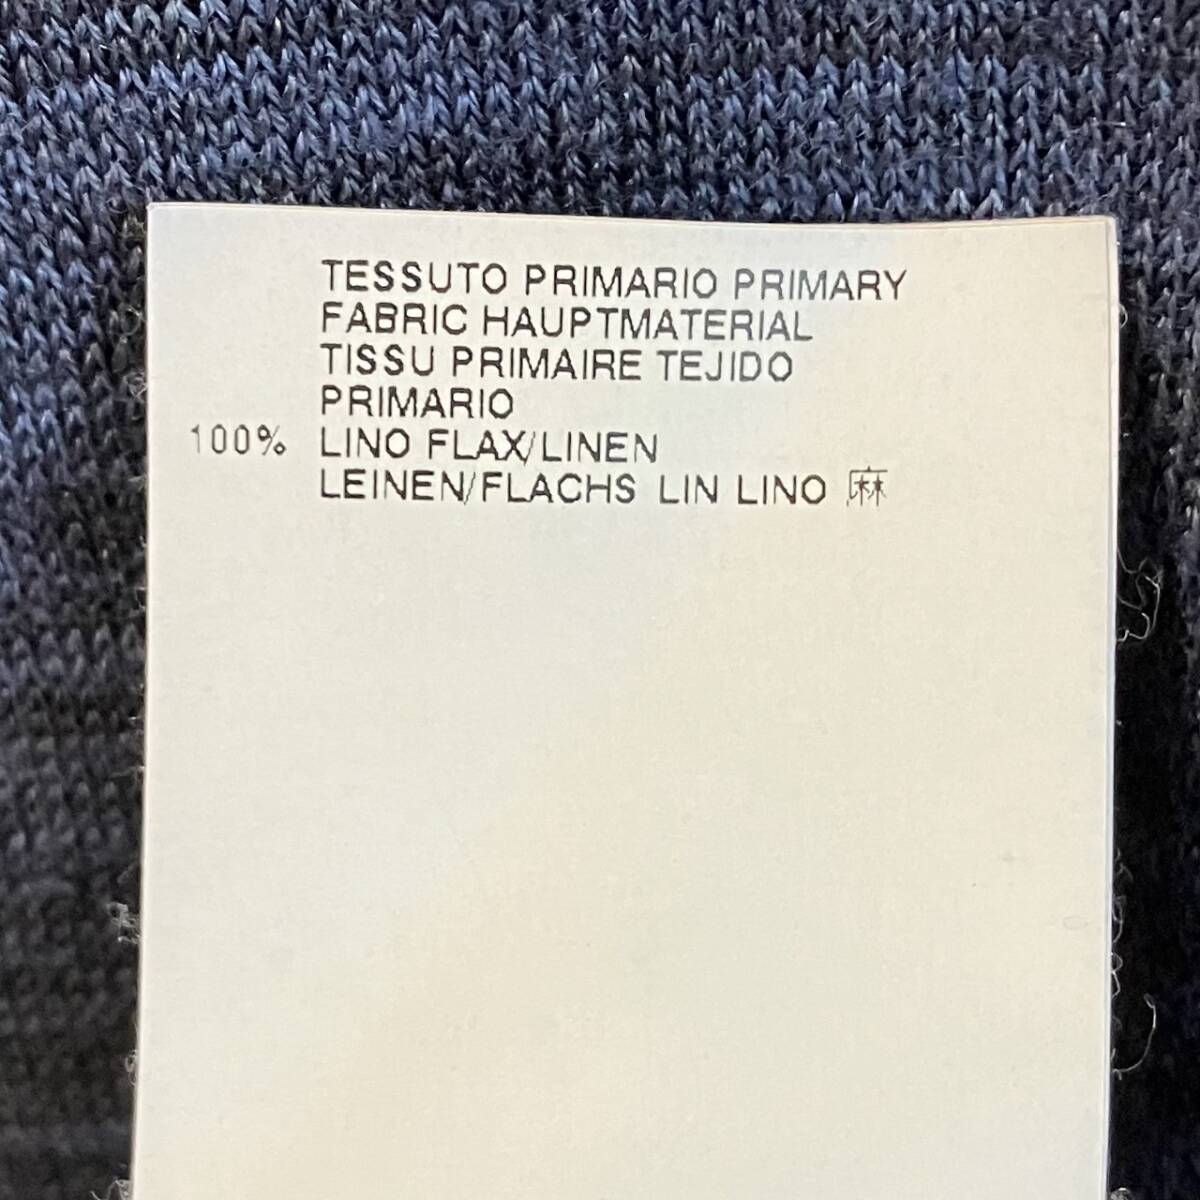 TESSUTO PRIMARIO PRIMARY
FABRIC HAUPTMATERIAL
TISSU PRIMAIRE TEJIDO
PRIMARIO
100% LINO FLAX/LINEN
LEINEN/FLACHS LIN LINO 麻